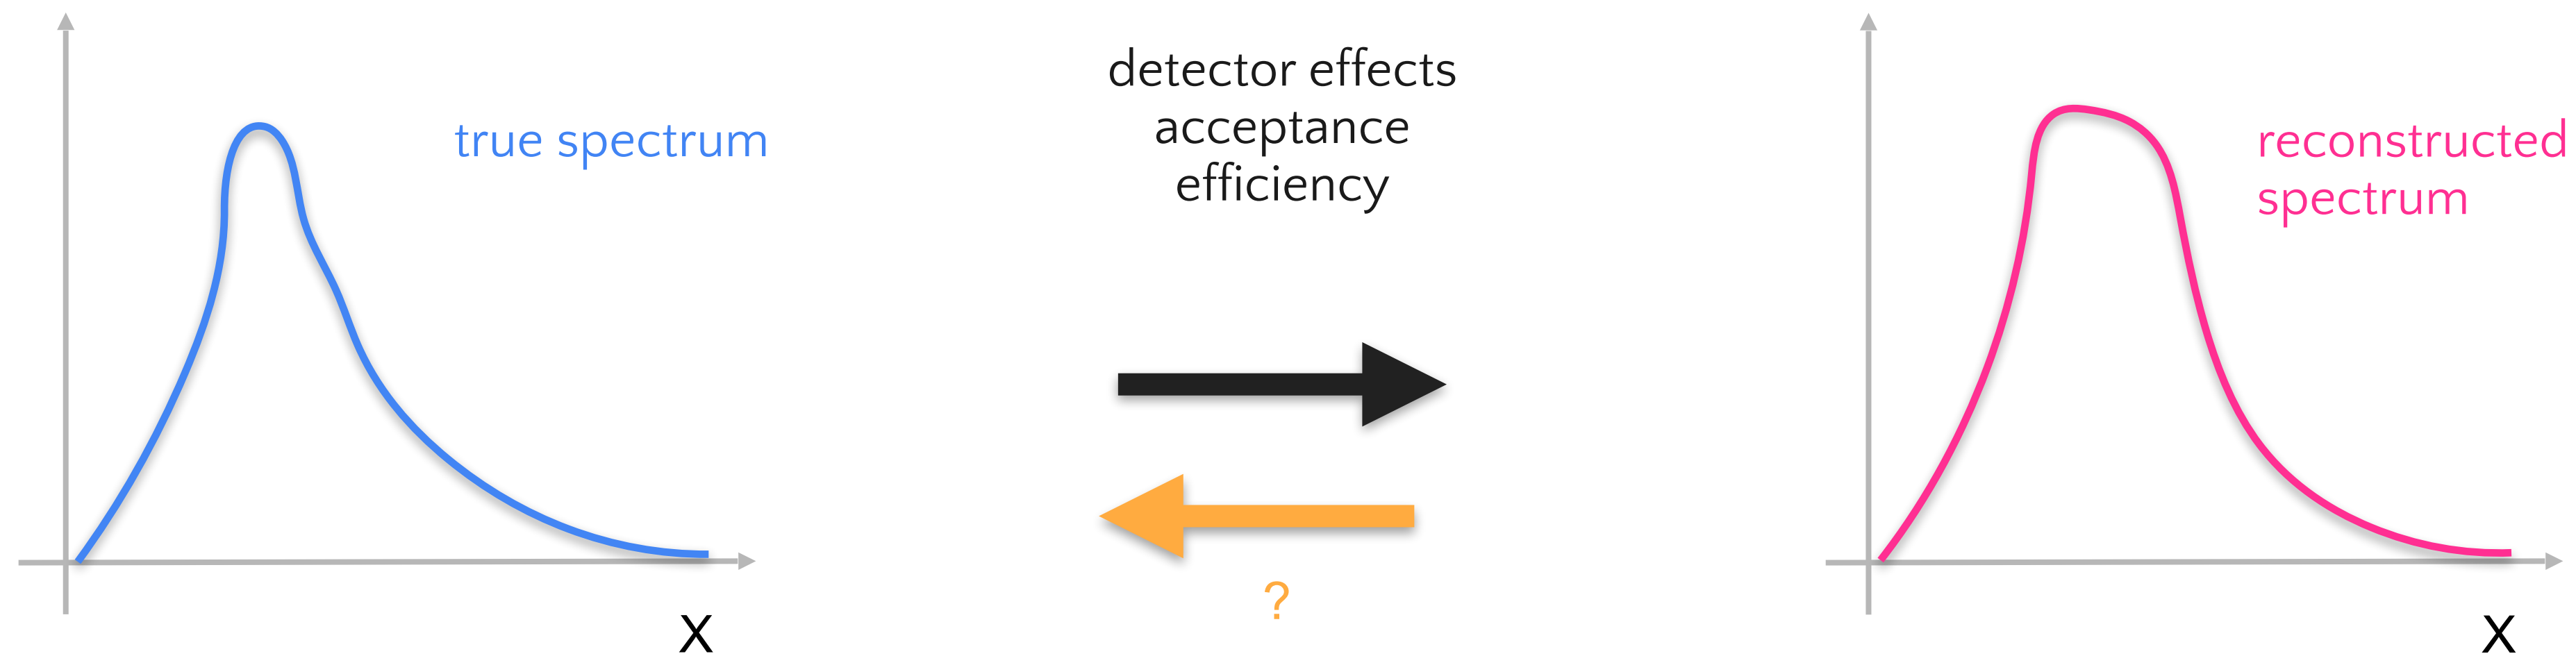 true spectrum
X
detector effects
acceptance
efficiency
?
reconstructed
spectrum
X